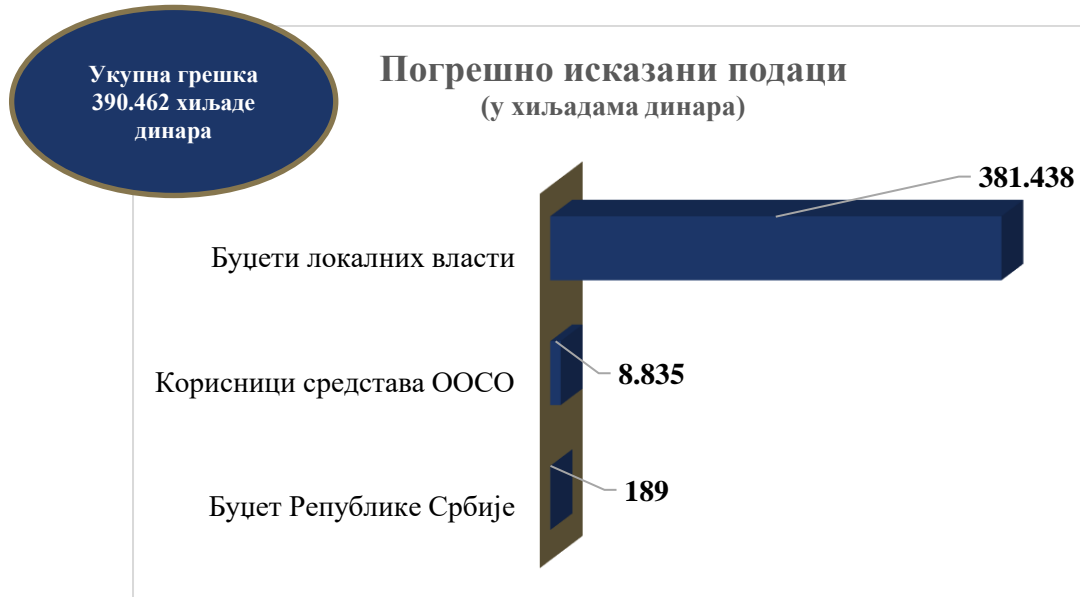 Укупна грешка
390.462 хиљаде
динара
Погрешно исказани подаци
(у хиљадама динара)
381.438
Буџети локалних власти
8.835
Корисници средстава ООСО
189
Буџет Републике Србије